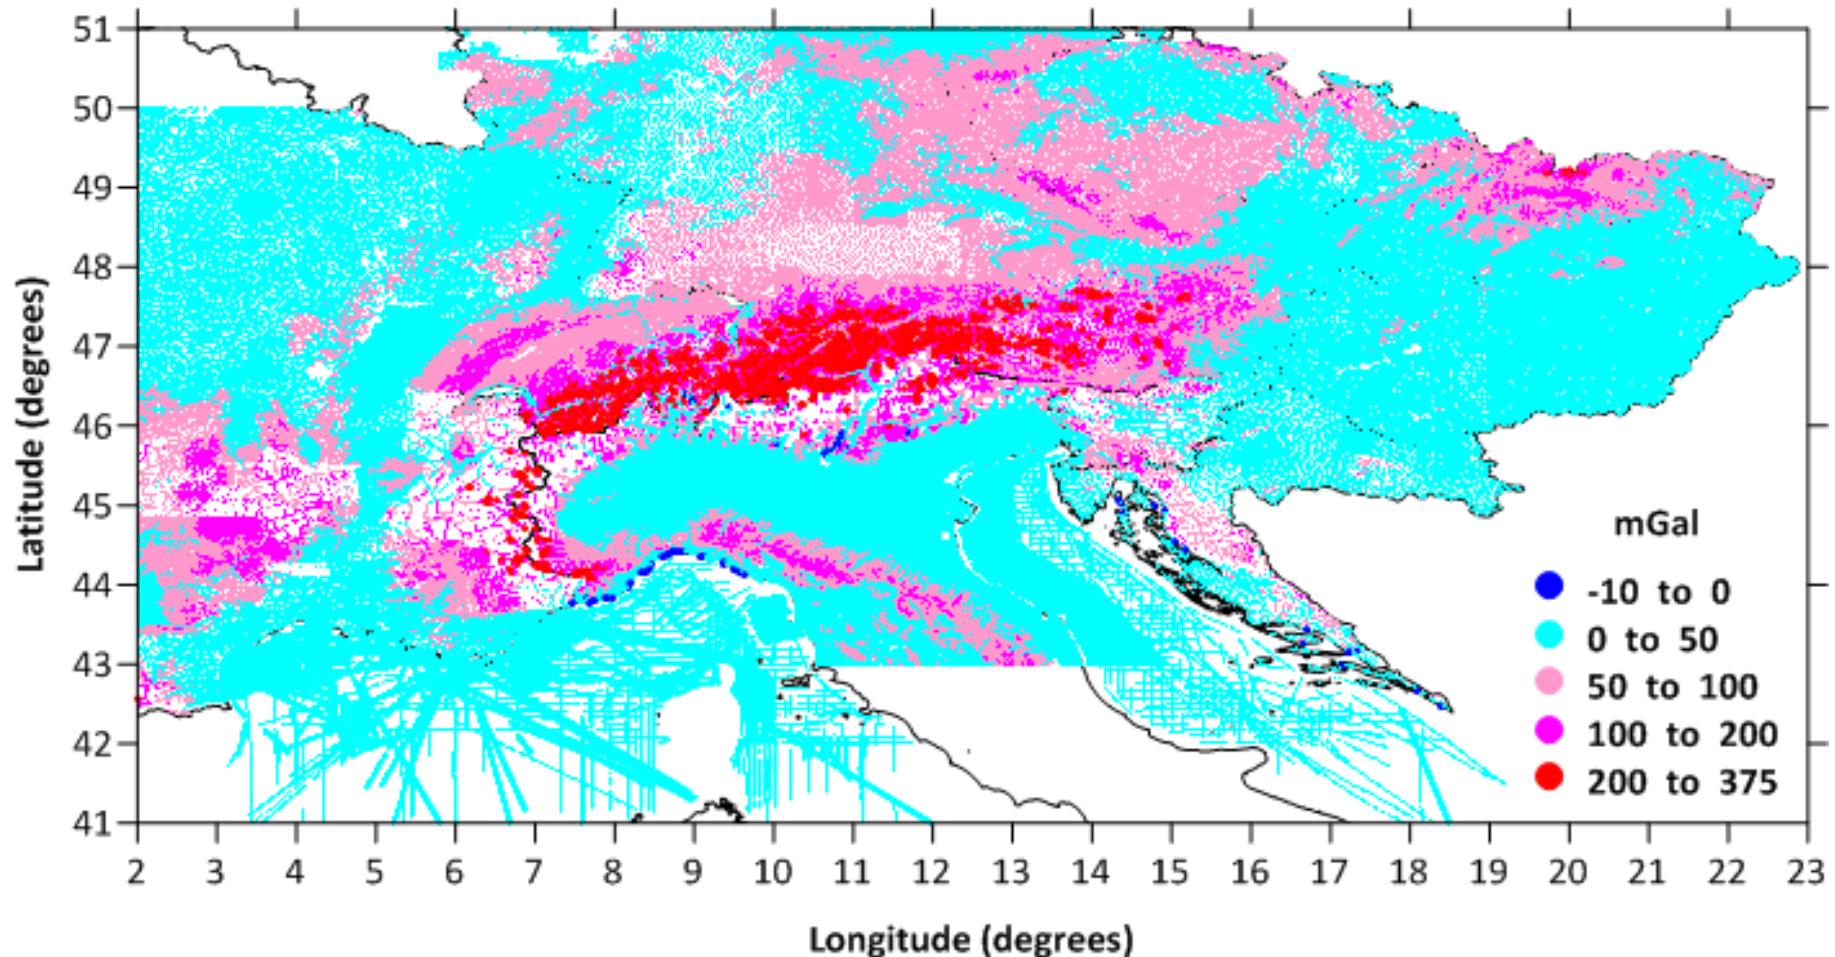 51
50
49
48
47
46
45
44
43
42
41
Latitude (degrees)
mGal
-10 to 0
0 to 50
50 to 100
100 to 200
200 to 375
2 3 4 5 6 7 8 9 10 11 12 13 14 15 16 17 18 19 20 21 22 23
Longitude (degrees)